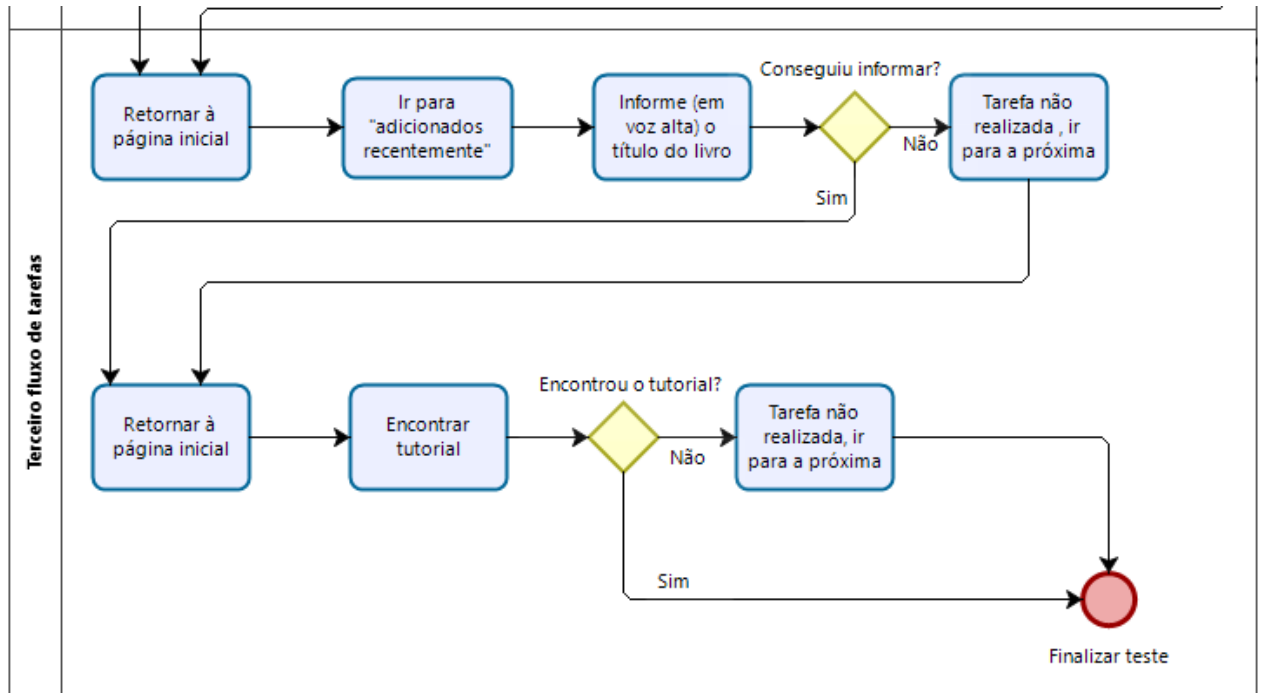 Terceiro fluxo de tarefas
Retornar à
página inicial
Ir para
"adicionados
recentemente"
Informe (em
voz alta) o
título do livro
Conseguiu informar?
Não
Sim
Tarefa não
realizada , ir
para a próxima
Retornar à
página inicial
Encontrar
tutorial
Encontrou o tutorial?
Não
Sim
Tarefa não
realizada, ir
para a próxima
Finalizar teste